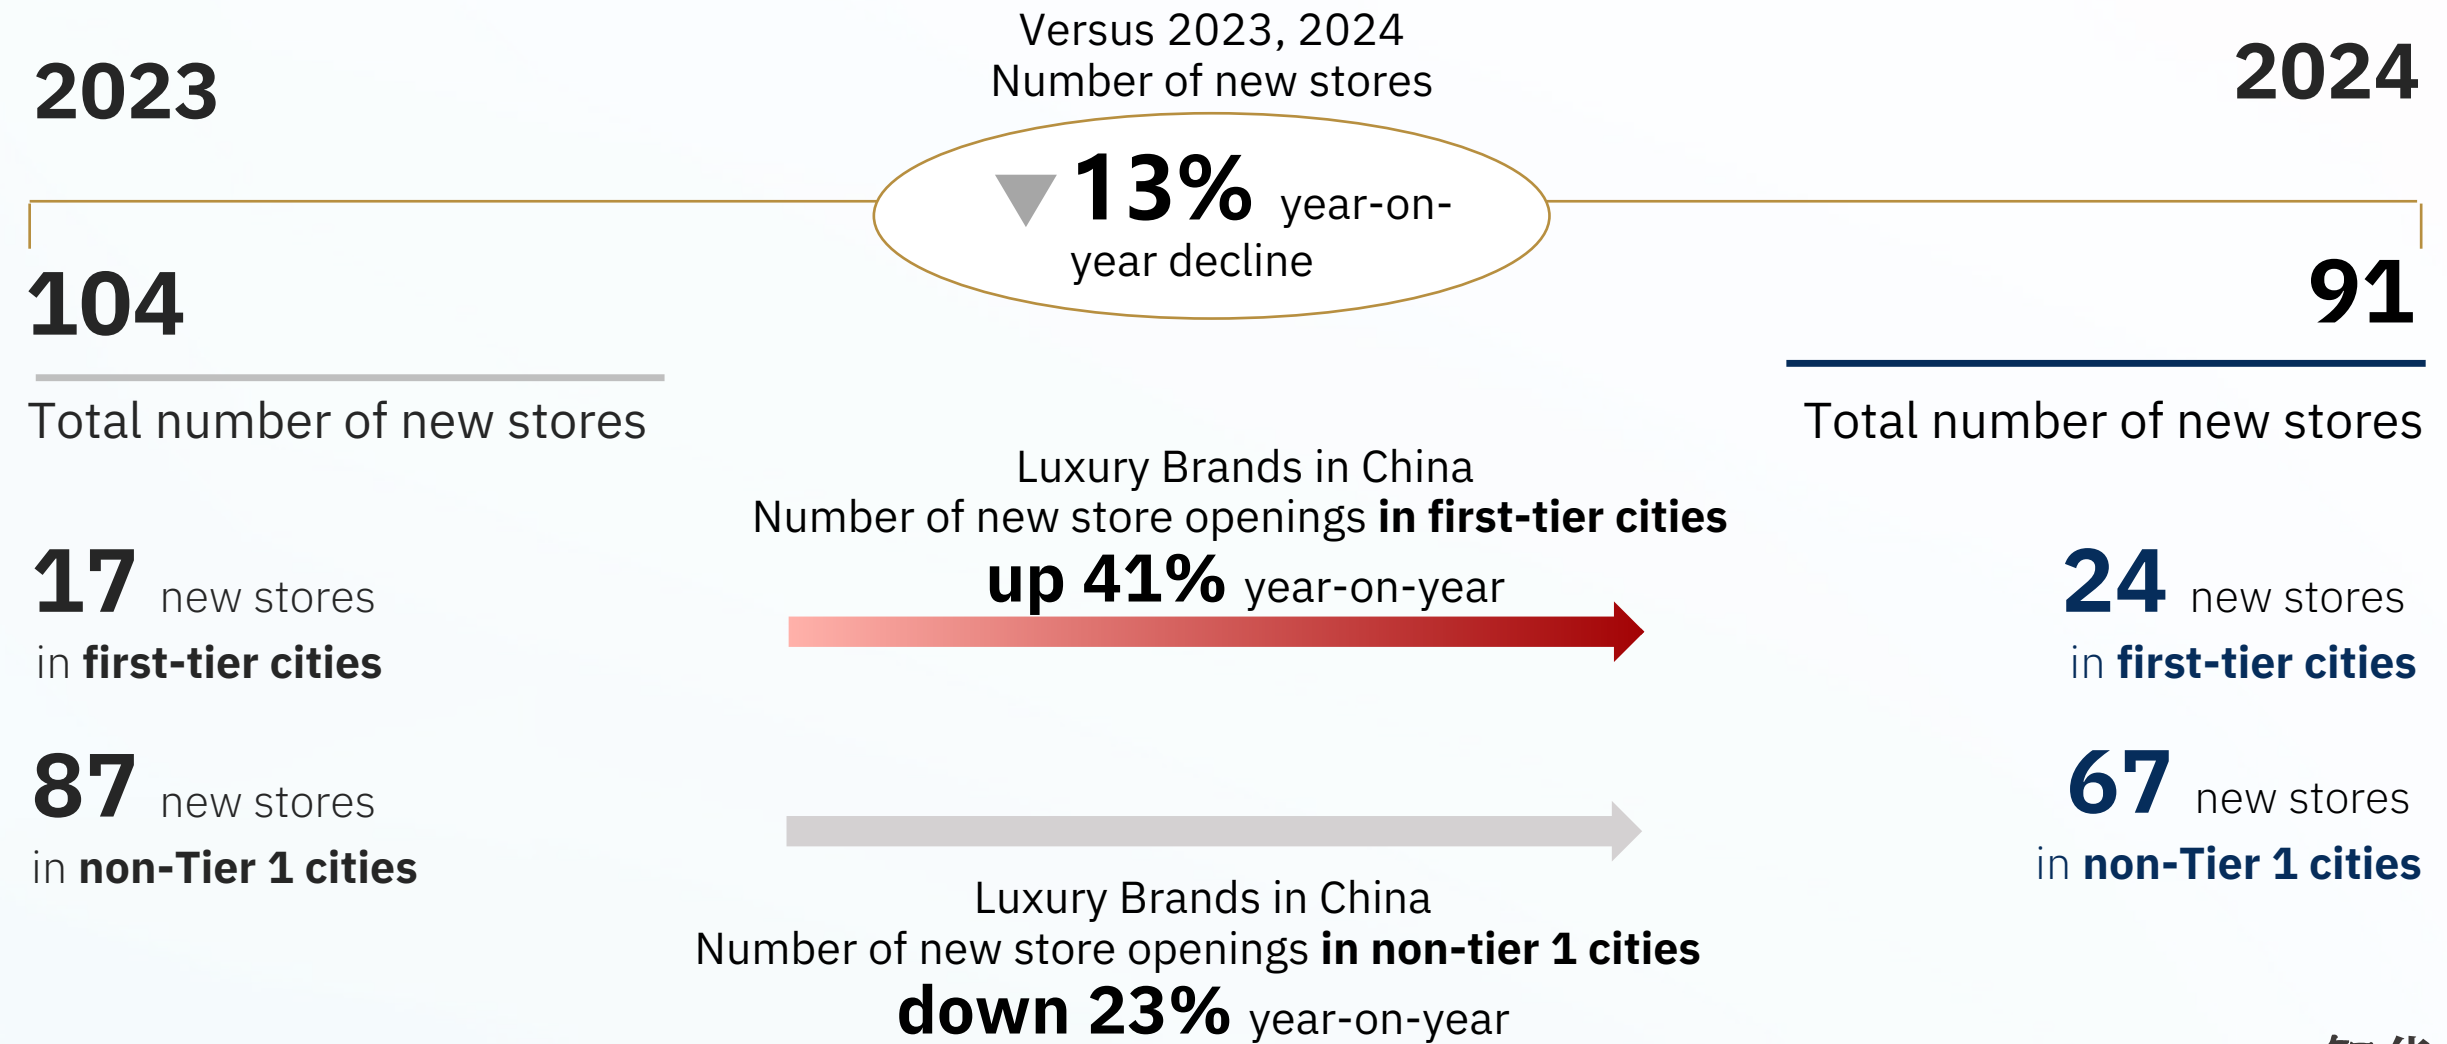 Versus 2023, 2024
Number of new stores
2023
2024
▼ 13% year-on-
year decline
104
91
Total number of new stores
Total number of new stores
Luxury Brands in China
Number of new store openings in first-tier cities
up 41% year-on-year
17 new stores
in first-tier cities
24 new stores
in first-tier cities
87 new stores
in non-Tier 1 cities
67 new stores
in non-Tier 1 cities
Luxury Brands in China
Number of new store openings in non-tier 1 cities
down 23% year-on-year